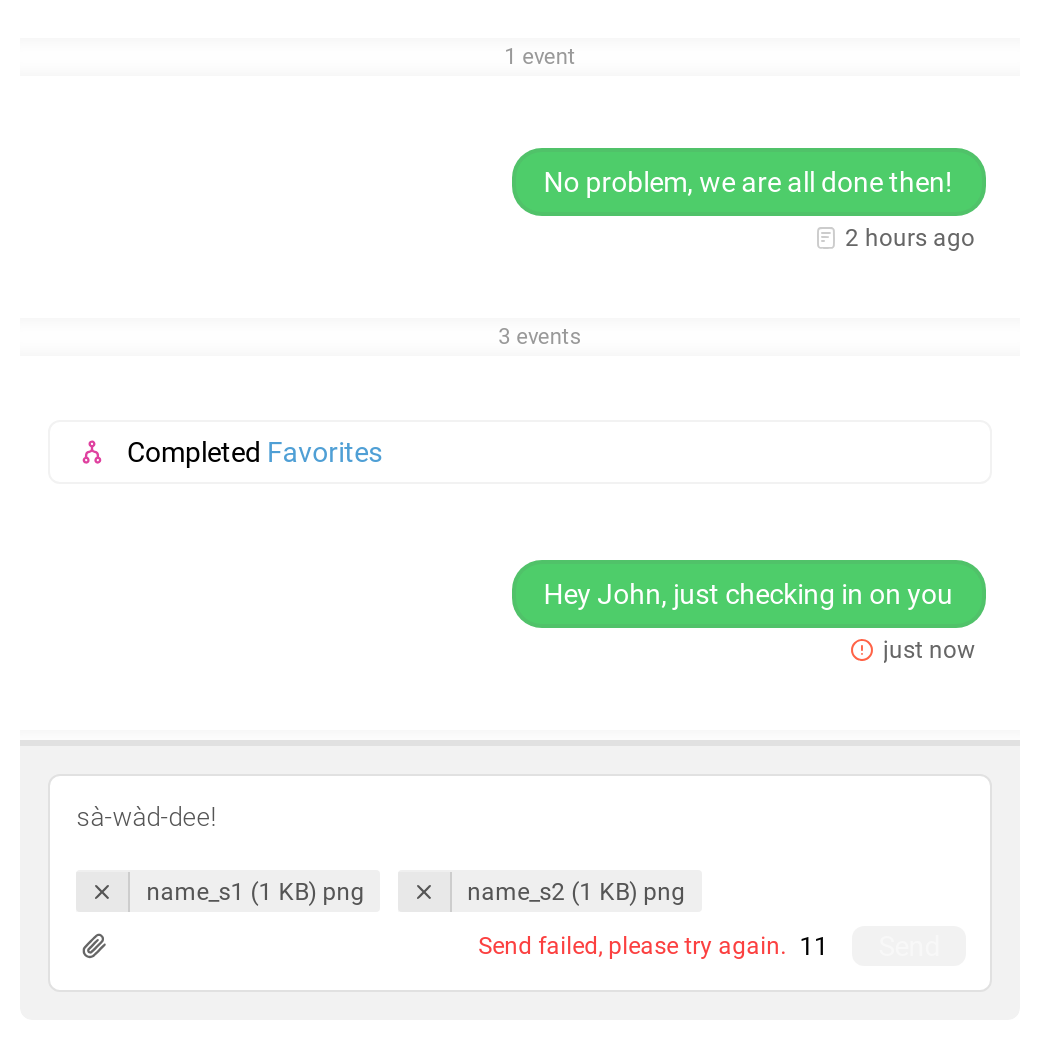 1 event
No problem, we are all done then!
2 hours ago
3 events
Completed Favorites
Hey John, just checking in on you
just now
sà-wàd-dee!
name_s1 (1 KB) png name_s2 (1 KB) png
Send failed, please try again. 11 Send